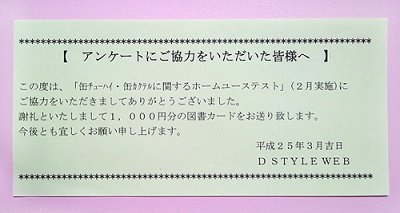 【 アンケートにご協力をいただいた皆様へ 】
この度は、「缶ﾁｭｰﾊｲ・缶ｶｸﾃﾙに関するホームユーステスト」（２月実施）に
ご協力をいただきましてありがとうございました。
謝礼といたしまして１，０００円分の図書カードをお送り致します。
今後とも宜しくお願い申し上げます。
平成２５年３月吉日
Ｄ ＳＴＹＬＥ ＷＥＢ